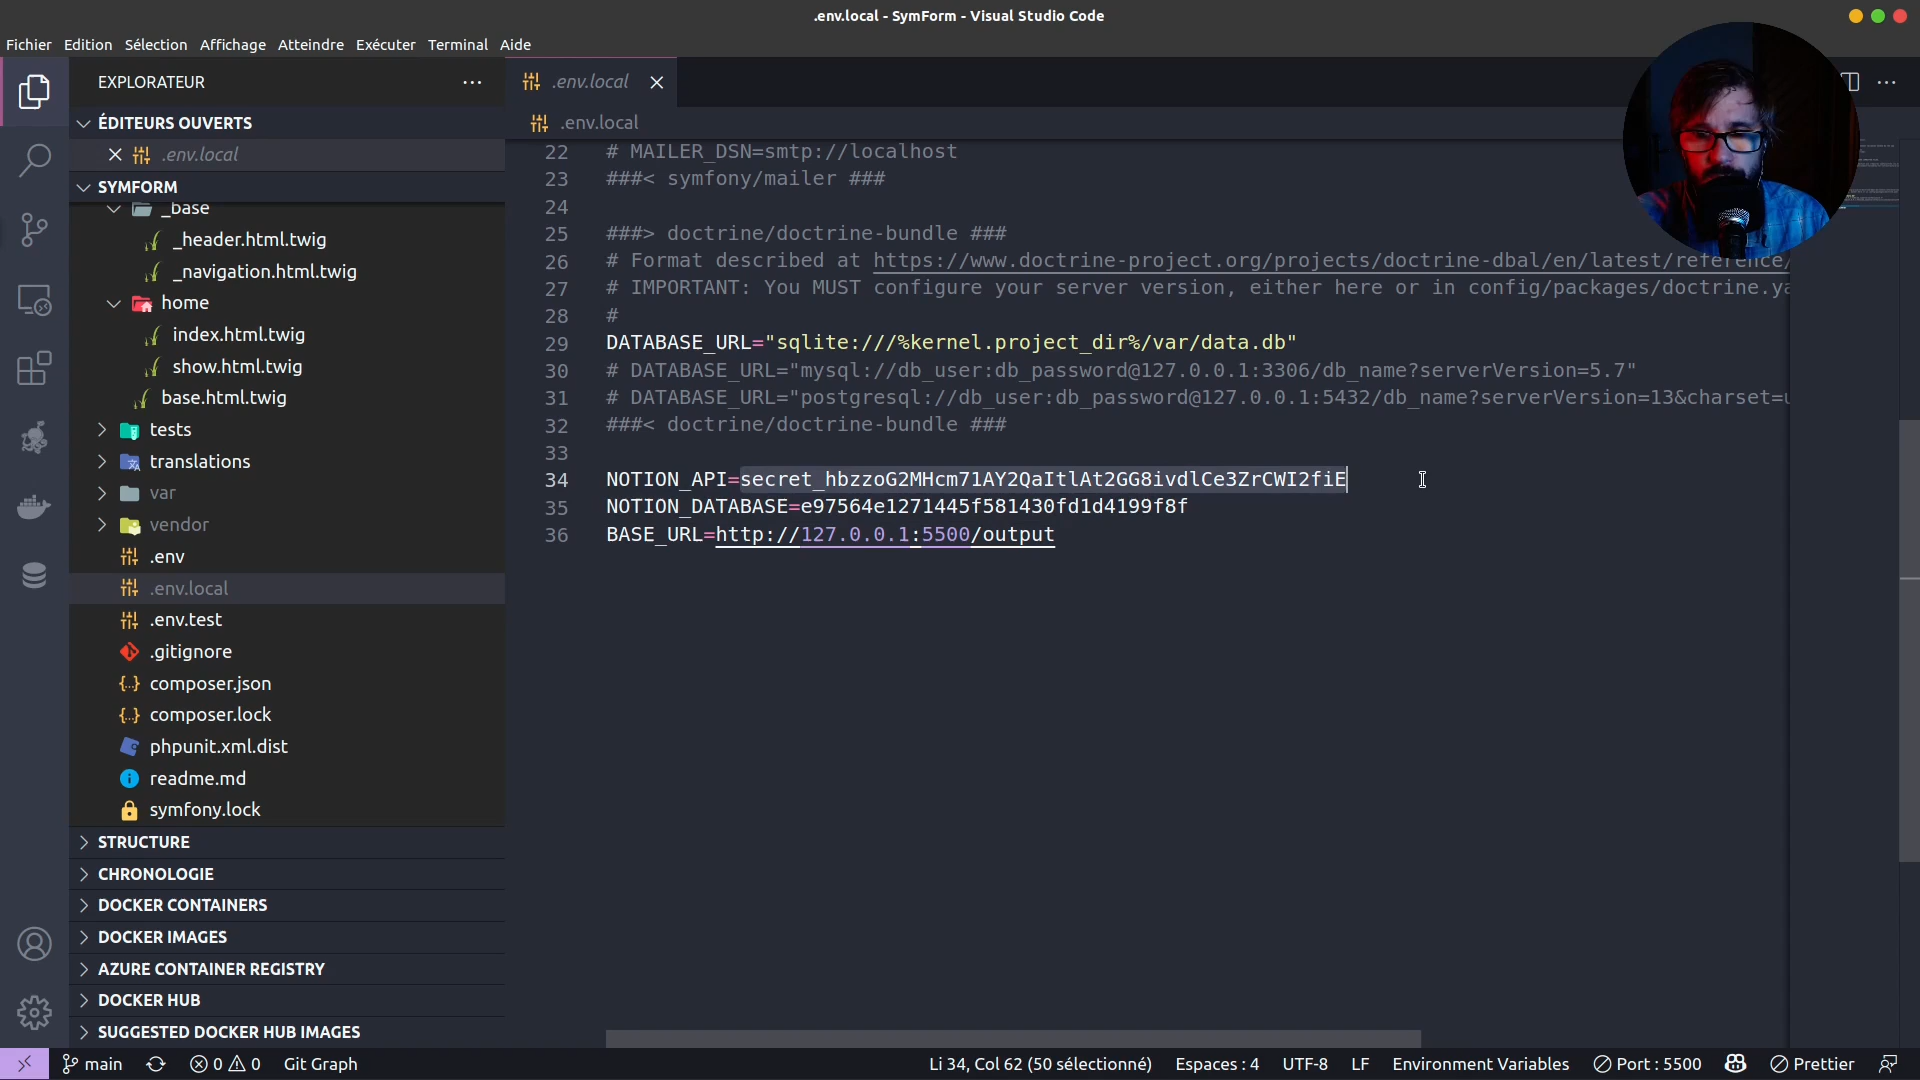 .env.local - SymForm - Visual Studio Code
Fichier Edition Sélection Affichage Atteindre Exécuter Terminal Aide
EXPLORATEUR
ÉDITEURS OUVERTS
.env.local
SYMFORM
_base
_header.html.twig
_navigation.html.twig
home
index.html.twig
show.html.twig
base.html.twig
tests
translations
var
vendor
.env
.env.local
.env.test
.gitignore
composer.json
composer.lock
phpunit.xml.dist
readme.md
symfony.lock
STRUCTURE
CHRONOLOGIE
DOCKER CONTAINERS
DOCKER IMAGES
AZURE CONTAINER REGISTRY
DOCKER HUB
SUGGESTED DOCKER HUB IMAGES
.env.local
.env.local
22 # MAILER_DSN=smtp://localhost
23 ###< symfony/mailer ###
24
25 ###> doctrine/doctrine-bundle ###
26 # Format described at https://www.doctrine-project.org/projects/doctrine-dbal/en/latest/reference/
27 # IMPORTANT: You MUST configure your server version, either here or in config/packages/doctrine.ya
28 #
29 DATABASE_URL="sqlite:///%kernel.project_dir%/var/data.db"
30 # DATABASE_URL="mysql://db_user:db_password@127.0.0.1:3306/db_name?serverVersion=5.7"
31 # DATABASE_URL="postgresql://db_user:db_password@127.0.0.1:5432/db_name?serverVersion=13&charset=u
32 ###< doctrine/doctrine-bundle ###
33
34 NOTION_API=secret_hbzzoG2MHcm71AY2QaItlAt2GG8ivdlCe3ZrCWI2fiE
35 NOTION_DATABASE=e97564e1271445f581430fd1d4199f8f
36 BASE_URL=http://127.0.0.1:5500/output
main 0 0 Git Graph Li 34, Col 62 (50 sélectionné) Espaces : 4 UTF-8 LF Environment Variables Port : 5500 Prettier